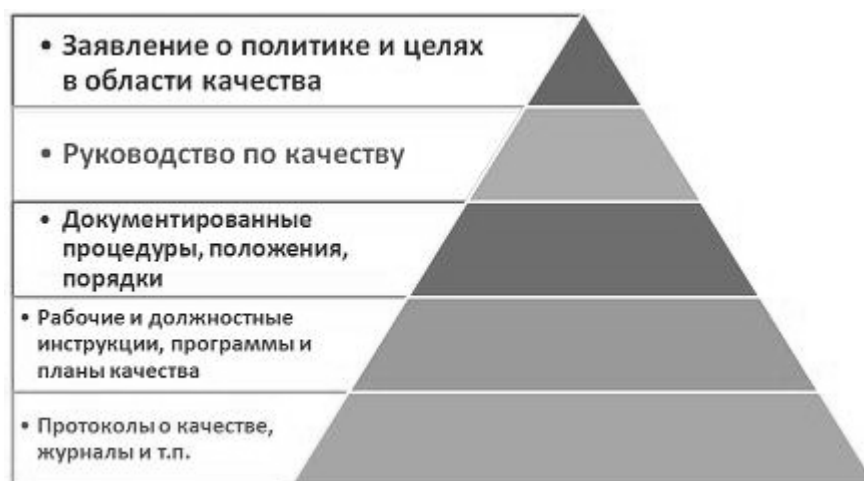 • Заявление о политике и целях
в области качества
• Руководство по качеству
• Документированные
процедуры, положения,
порядки
• Рабочие и должностные
инструкции, программы и
планы качества
• Протоколы о качестве,
журналы и т.п.